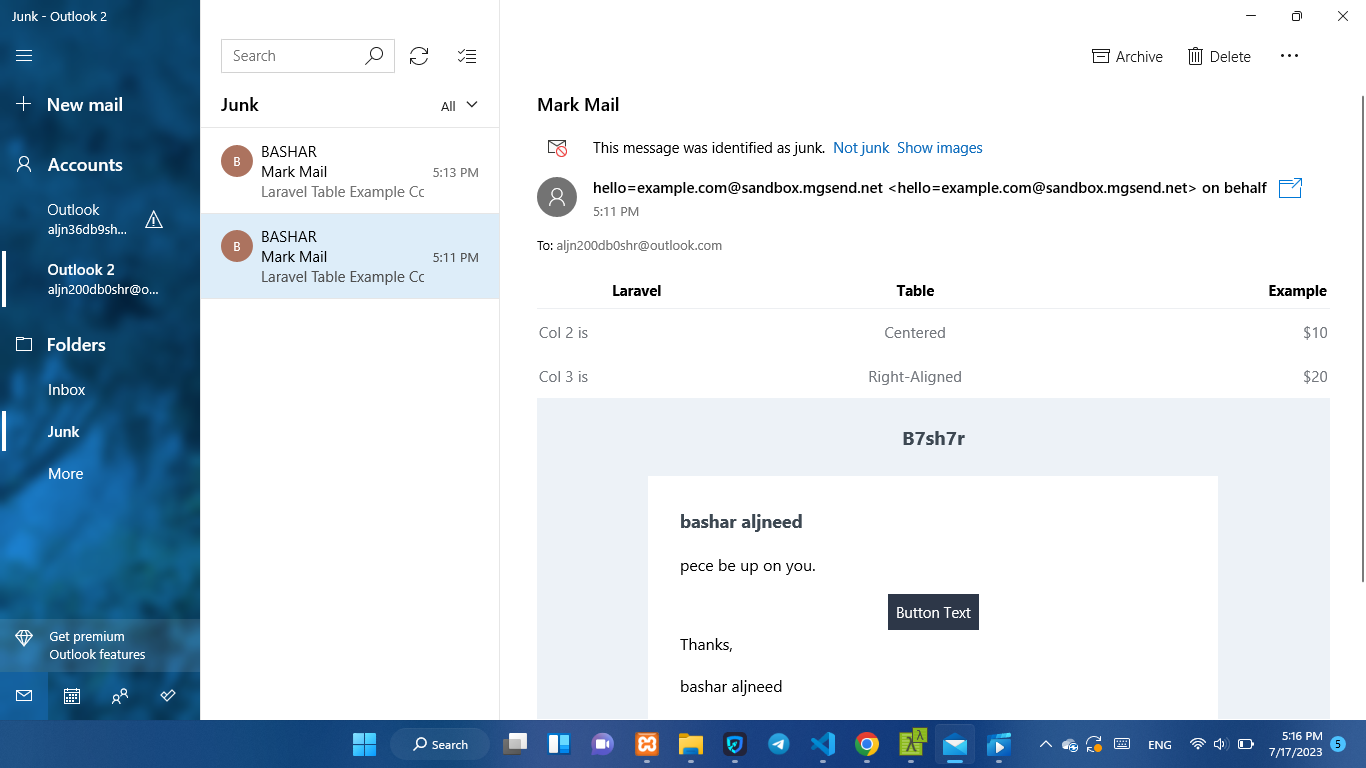 Junk - Outlook 2
New mail
Accounts
Outlook
aljn36db9sh...
Outlook 2
aljn200db0shr@o...
Folders
Inbox
Junk
More
Get premium
Outlook features
Search
Junk
All
B
BASHAR
Mark Mail
5:13 PM
Laravel Table Example Cc
B
BASHAR
Mark Mail
5:11 PM
Laravel Table Example Cc
Archive
Delete
Mark Mail
This message was identified as junk. Not junk Show images
hello=example.com@sandbox.mgsend.net <hello=example.com@sandbox.mgsend.net> on behalf
5:11 PM
To: aljn200db0shr@outlook.com
Laravel Table Example
Col 2 is Centered $10
Col 3 is Right-Aligned $20
B7sh7r
bashar aljneed
pece be up on you.
Button Text
Thanks,
bashar aljneed
Search
ENG
5:16 PM
7/17/2023
5